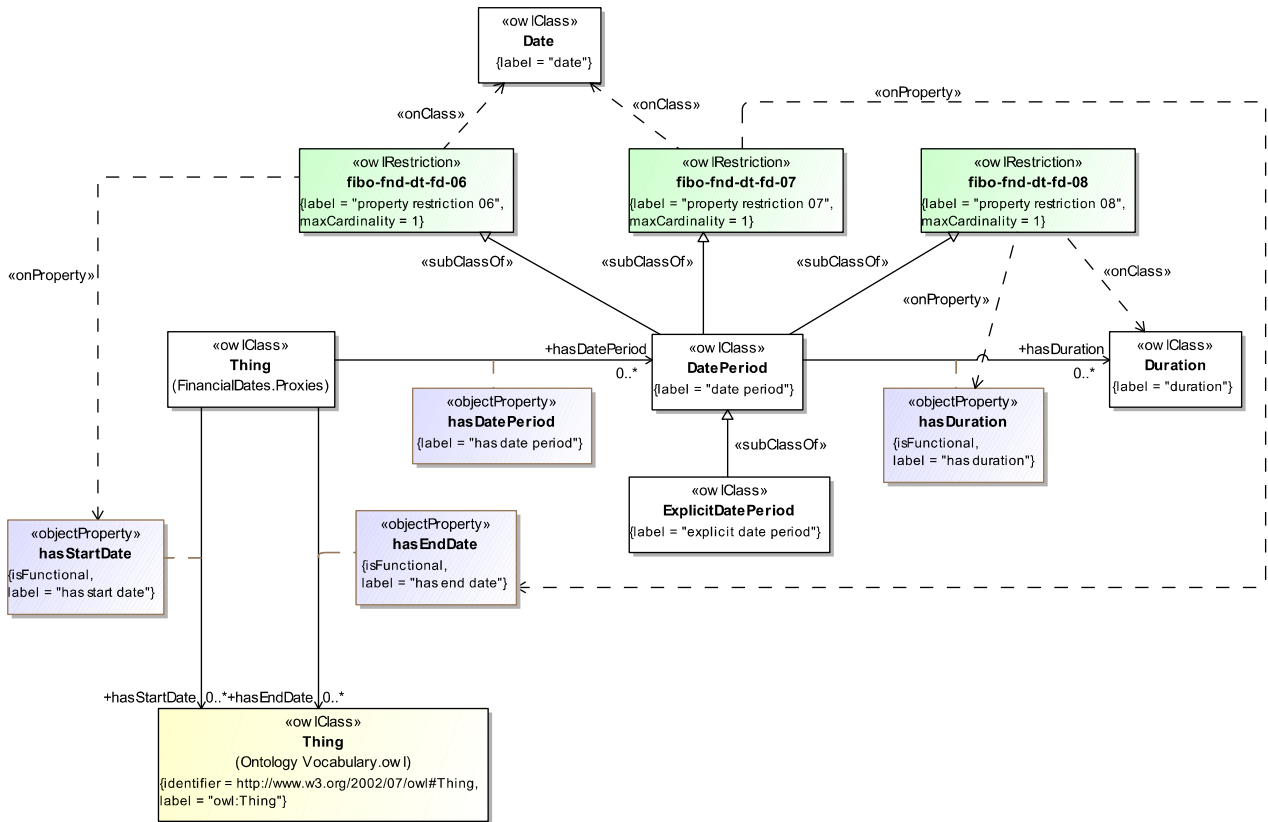 «owlClass»
Date
{label = "date"}
«onProperty»
«onClass»
«onClass»
«owlRestriction»
fibo-fnd-dt-fd-06
{label = "property restriction 06",
maxCardinality = 1}
«owlRestriction»
fibo-fnd-dt-fd-07
{label = "property restriction 07",
maxCardinality = 1}
«owlRestriction»
fibo-fnd-dt-fd-08
{label = "property restriction 08",
maxCardinality = 1}
«onProperty»
«subClassOf»
«subClassOf»
«subClassOf»
«onClass»
«onProperty»
«owlClass»
Thing
(FinancialDates.Proxies)
+hasDatePeriod
0..*
«owlClass»
DatePeriod
{label = "date period"}
+hasDuration
0..*
«owlClass»
Duration
{label = "duration"}
«objectProperty»
hasDatePeriod
{label = "has date period"}
«objectProperty»
hasDuration
{isFunctional,
label = "has duration"}
«subClassOf»
«owlClass»
ExplicitDatePeriod
{label = "explicit date period"}
«objectProperty»
hasStartDate
{isFunctional,
label = "has start date"}
«objectProperty»
hasEndDate
{isFunctional,
label = "has end date"}
+hasStartDate 0..* +hasEndDate 0..*
«owlClass»
Thing
(Ontology Vocabulary.owl)
{identifier = http://www.w3.org/2002/07/owl#Thing,
label = "owl:Thing"}